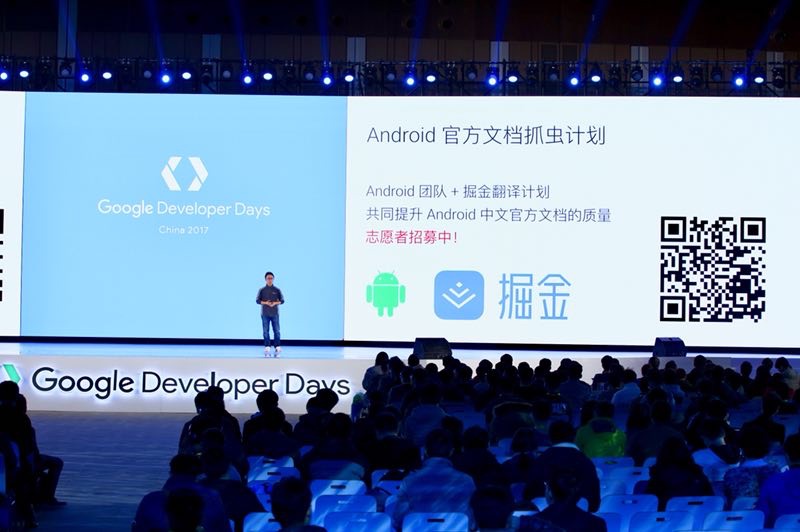 Google Developer Days
China 2017
Android 官方文档抓虫计划
Android 团队 + 掘金翻译计划
共同提升 Android 中文官方文档的质量
志愿者招募中!
掘金
Google Developer Days